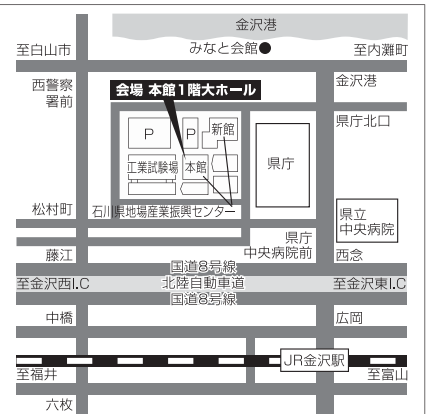 金沢港
至白山市
みなと会館●
至内灘町
西警察
署前
会場 本館1階大ホール
金沢港
県庁北口
P
P
新館
工業試験場
本館
県庁
松村町
石川県地場産業振興センター
県立
中央病院
藤江
県庁
中央病院前
西念
国道8号線
至金沢西I.C
北陸自動車道
至金沢東I.C
国道8号線
中橋
広岡
JR金沢駅
至福井
至富山
六枚